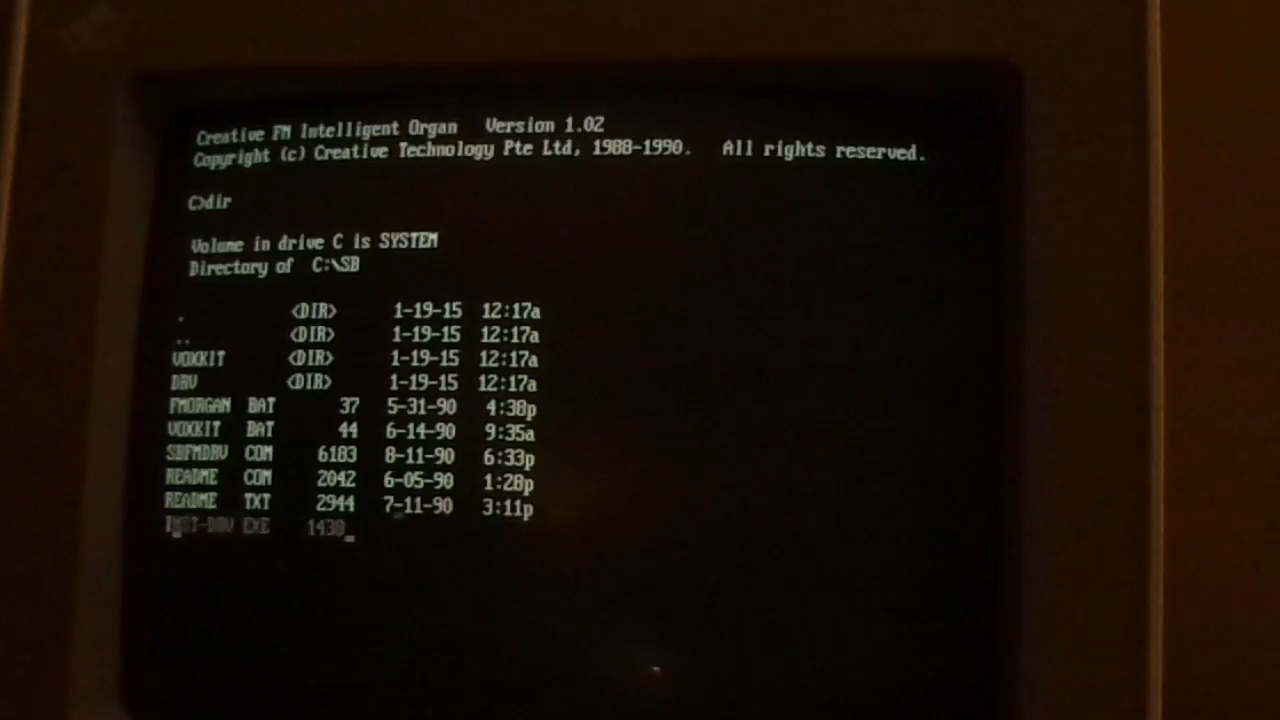 Creative FM Intelligent Organ Version 1.02
Copyright (c) Creative Technology Pte Ltd, 1988-1990. All rights reserved.
C>dir
Volume in drive C is SYSTEM
Directory of C:\SB
. <DIR> 1-19-15 12:17a
.. <DIR> 1-19-15 12:17a
VOXKIT <DIR> 1-19-15 12:17a
DRV <DIR> 1-19-15 12:17a
FMORGAN BAT 37 5-31-90 4:38p
VOXKIT BAT 44 6-14-90 9:35a
SBFMDRV COM 6183 8-11-90 6:33p
README COM 2042 6-05-90 1:28p
README TXT 2944 7-11-90 3:11p
EXE 1430